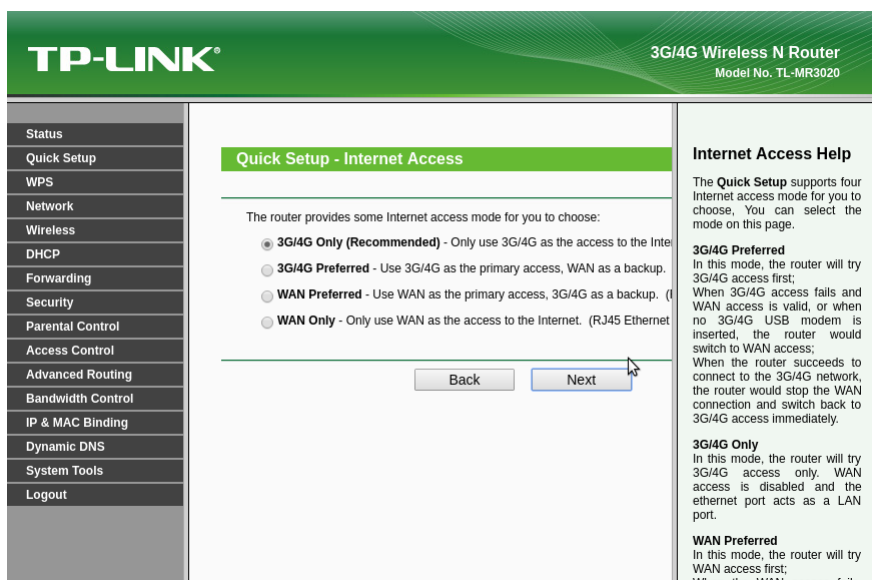 TP-LINK®
3G/4G Wireless N Router
Model No. TL-MR3020
Status
Quick Setup
WPS
Network
Wireless
DHCP
Forwarding
Security
Parental Control
Access Control
Advanced Routing
Bandwidth Control
IP & MAC Binding
Dynamic DNS
System Tools
Logout
Quick Setup - Internet Access
The router provides some Internet access mode for you to choose:
3G/4G Only (Recommended) - Only use 3G/4G as the access to the Inte
3G/4G Preferred - Use 3G/4G as the primary access, WAN as a backup.
WAN Preferred - Use WAN as the primary access, 3G/4G as a backup. (
WAN Only - Only use WAN as the access to the Internet. (RJ45 Ethernet
Back
Next
Internet Access Help
The Quick Setup supports four
Internet access mode for you to
choose, You can select the
mode on this page.
3G/4G Preferred
In this mode, the router will try
3G/4G access first;
When 3G/4G access fails and
WAN access is valid, or when
no 3G/4G USB modem is
inserted, the router would
switch to WAN access;
When the router succeeds to
connect to the 3G/4G network,
the router would stop the WAN
connection and switch back to
3G/4G access immediately.
3G/4G Only
In this mode, the router will try
3G/4G access only. WAN
access is disabled and the
ethernet port acts as a LAN
port.
WAN Preferred
In this mode, the router will try
WAN access first;